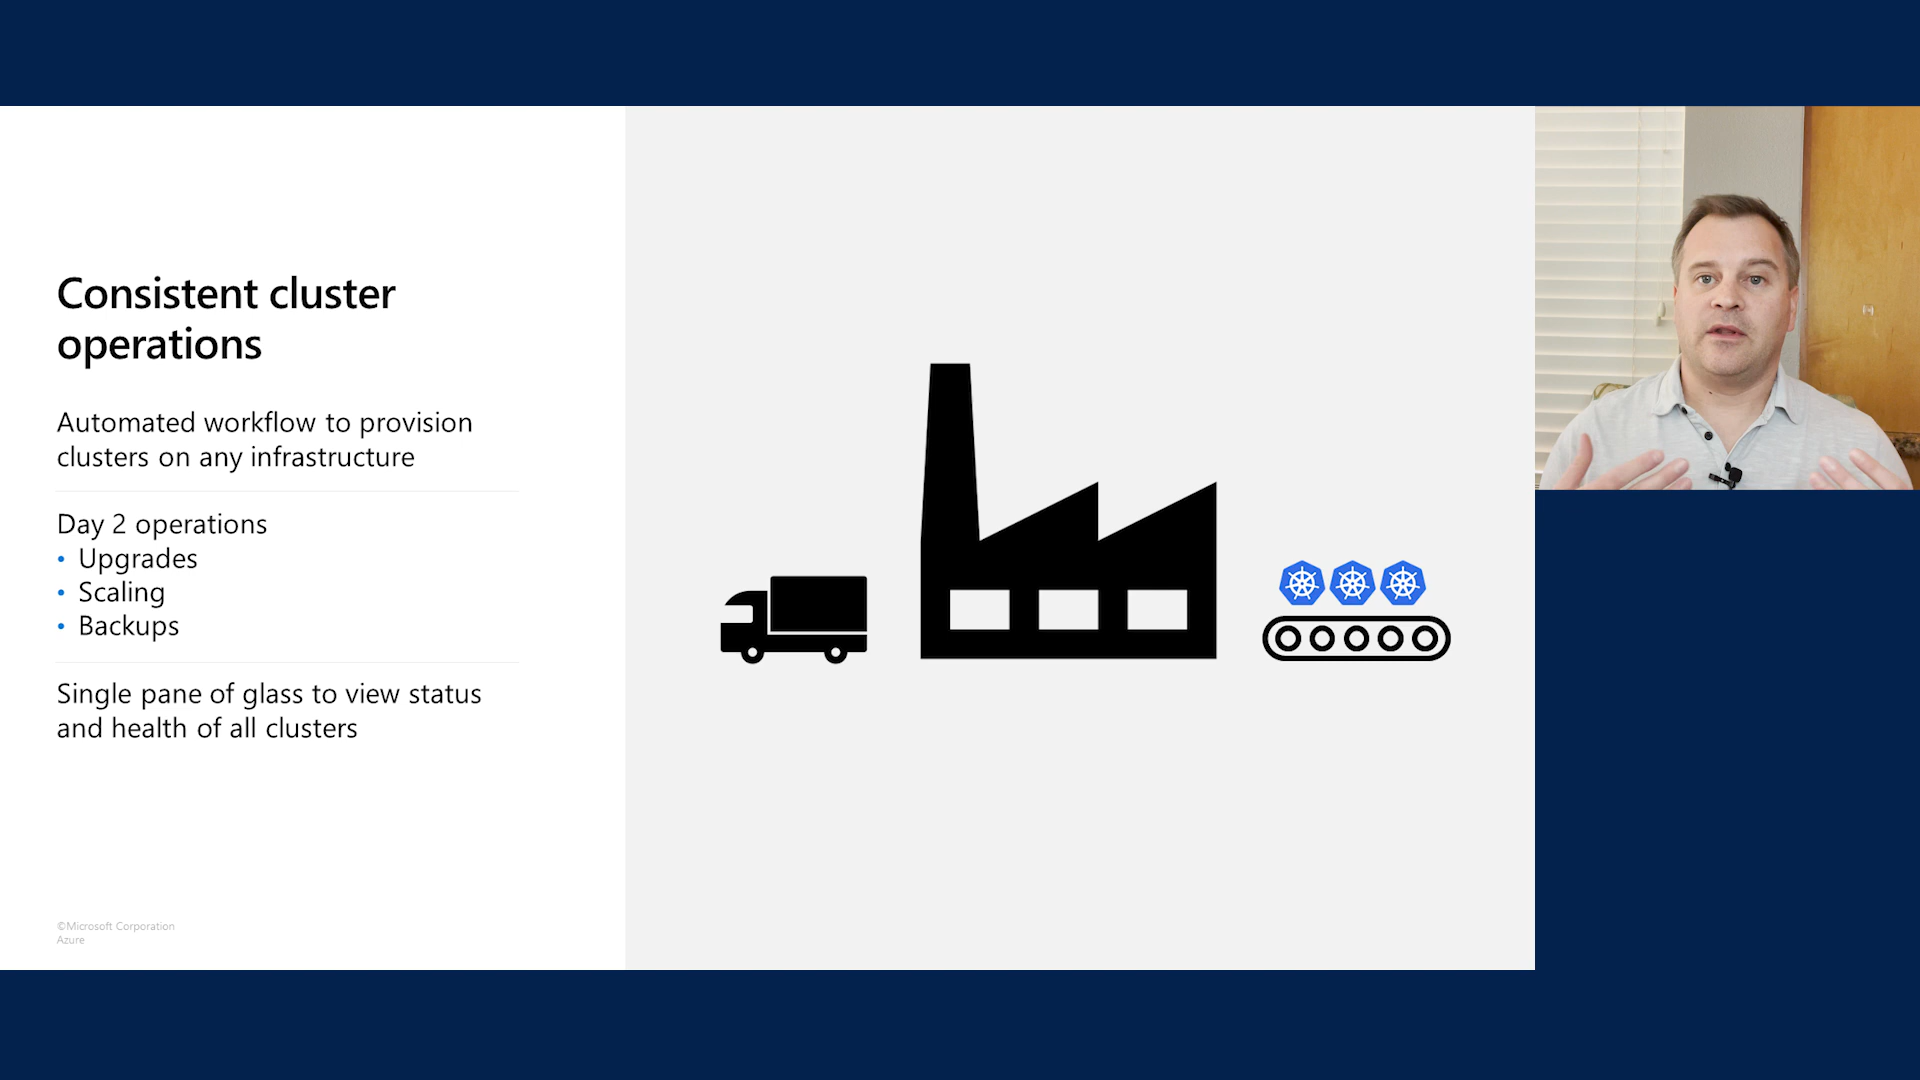 Consistent cluster
operations
Automated workflow to provision
clusters on any infrastructure
Day 2 operations
• Upgrades
• Scaling
• Backups
Single pane of glass to view status
and health of all clusters
©Microsoft Corporation
Azure